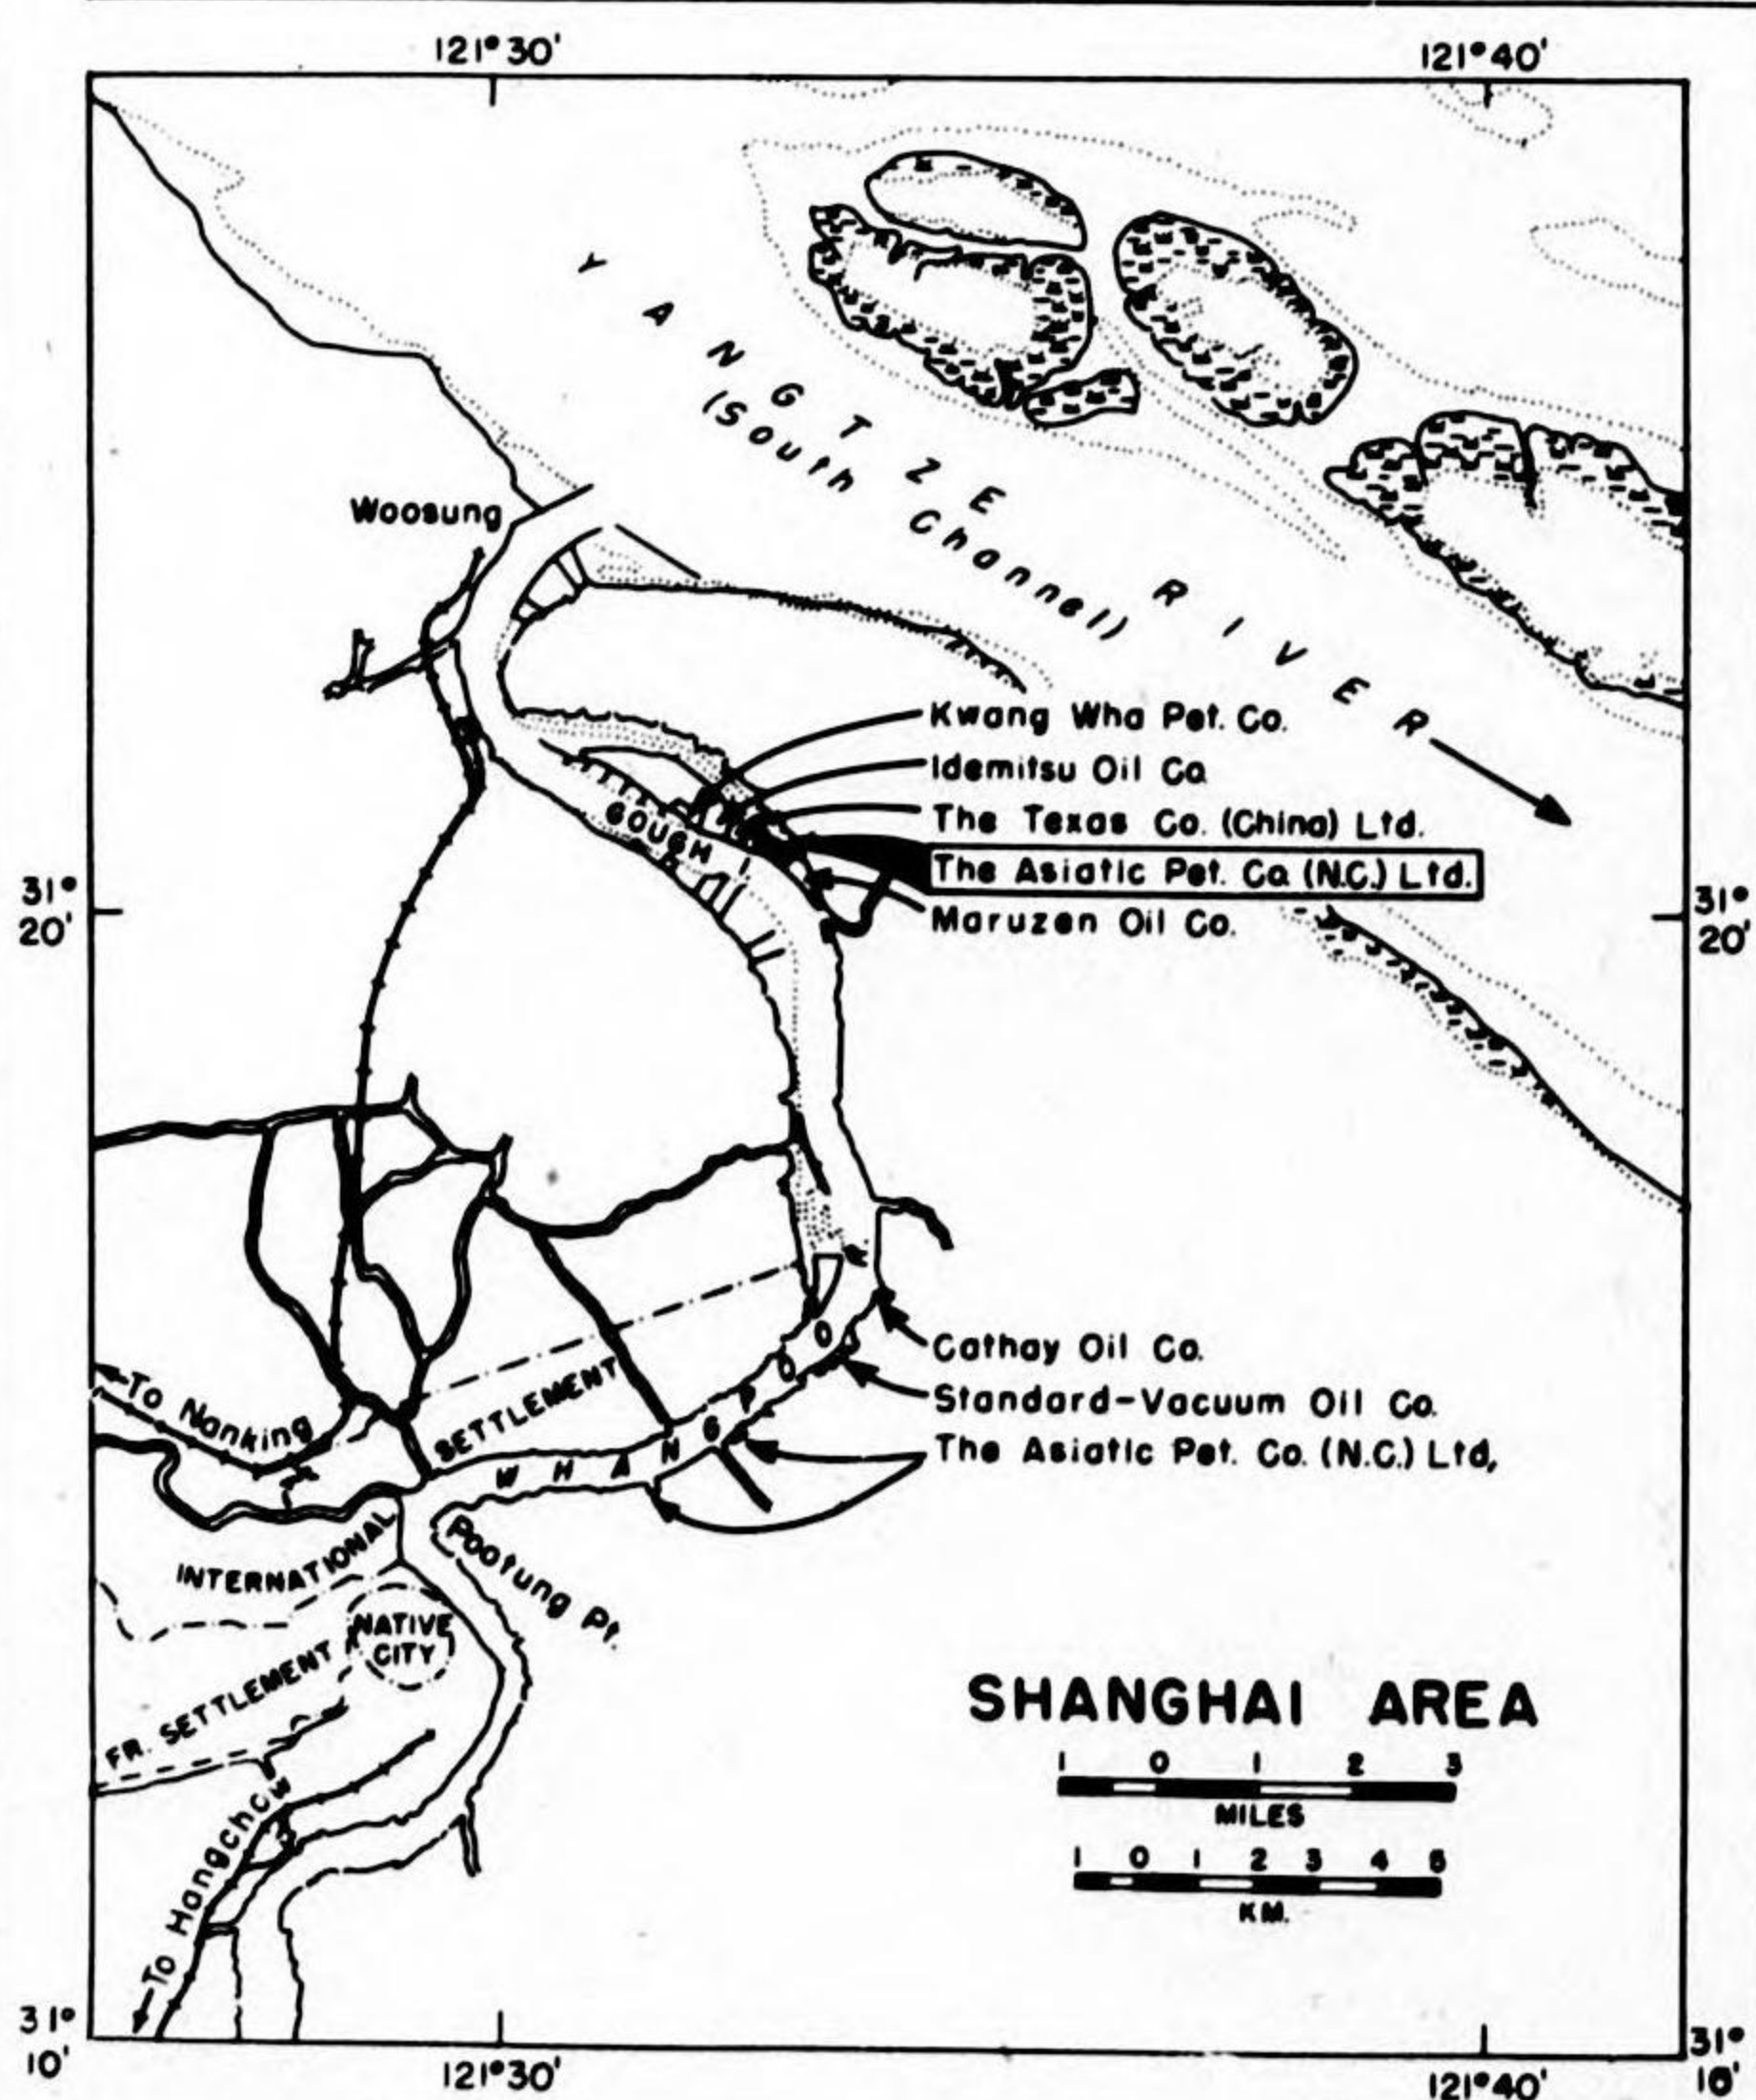 121°30'
121°40'
YANGTZE RIVER
(South Channel)
Woosung
Kwang Wha Pet. Co.
Idemitsu Oil Co
The Texas Co. (China) Ltd.
GOUGH I
The Asiatic Pet. Co (N.C.) Ltd.
Maruzen Oil Co.
31°
20'
31°
20'
Cathay Oil Co.
Standard-Vacuum Oil Co.
The Asiatic Pet. Co. (N.C.) Ltd,
To Nanking
INTERNATIONAL SETTLEMENT
WHANGPOO
Pootung Pt.
NATIVE
CITY
FR. SETTLEMENT
To Hangchow
SHANGHAI AREA
1 0 1 2 3
MILES
1 0 1 2 3 4 5
KM.
31°
10'
31°
10'
121°30'
121°40'